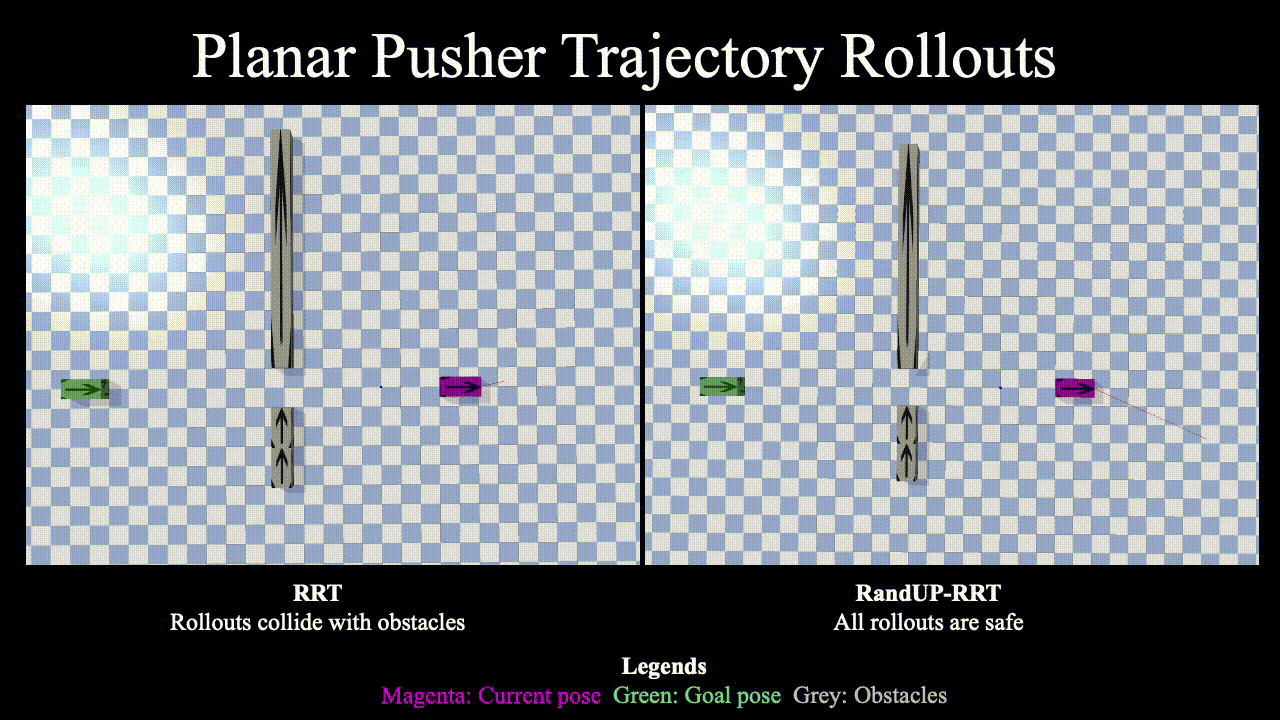 Planar Pusher Trajectory Rollouts
RRT
Rollouts collide with obstacles
RandUP-RRT
All rollouts are safe
Legends
Magenta: Current pose Green: Goal pose Grey: Obstacles